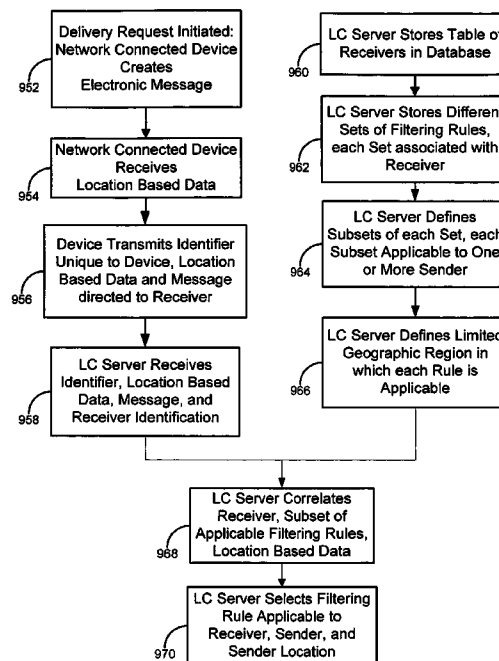 Delivery Request Initiated:
Network Connected Device
Creates
Electronic Message
952
Network Connected Device
Receives
Location Based Data
954
Device Transmits Identifier
Unique to Device, Location
Based Data and Message
directed to Receiver
956
LC Server Receives
Identifier, Location Based
Data, Message, and
Receiver Identification
958
LC Server Stores Table of
Receivers in Database
960
LC Server Stores Different
Sets of Filtering Rules,
each Set associated with
Receiver
962
LC Server Defines
Subsets of each Set, each
Subset Applicable to One
or More Sender
964
LC Server Defines Limited
Geographic Region in
which each Rule is
Applicable
966
LC Server Correlates
Receiver, Subset of
Applicable Filtering Rules,
Location Based Data
968
LC Server Selects Filtering
Rule Applicable to
Receiver, Sender, and
Sender Location
970